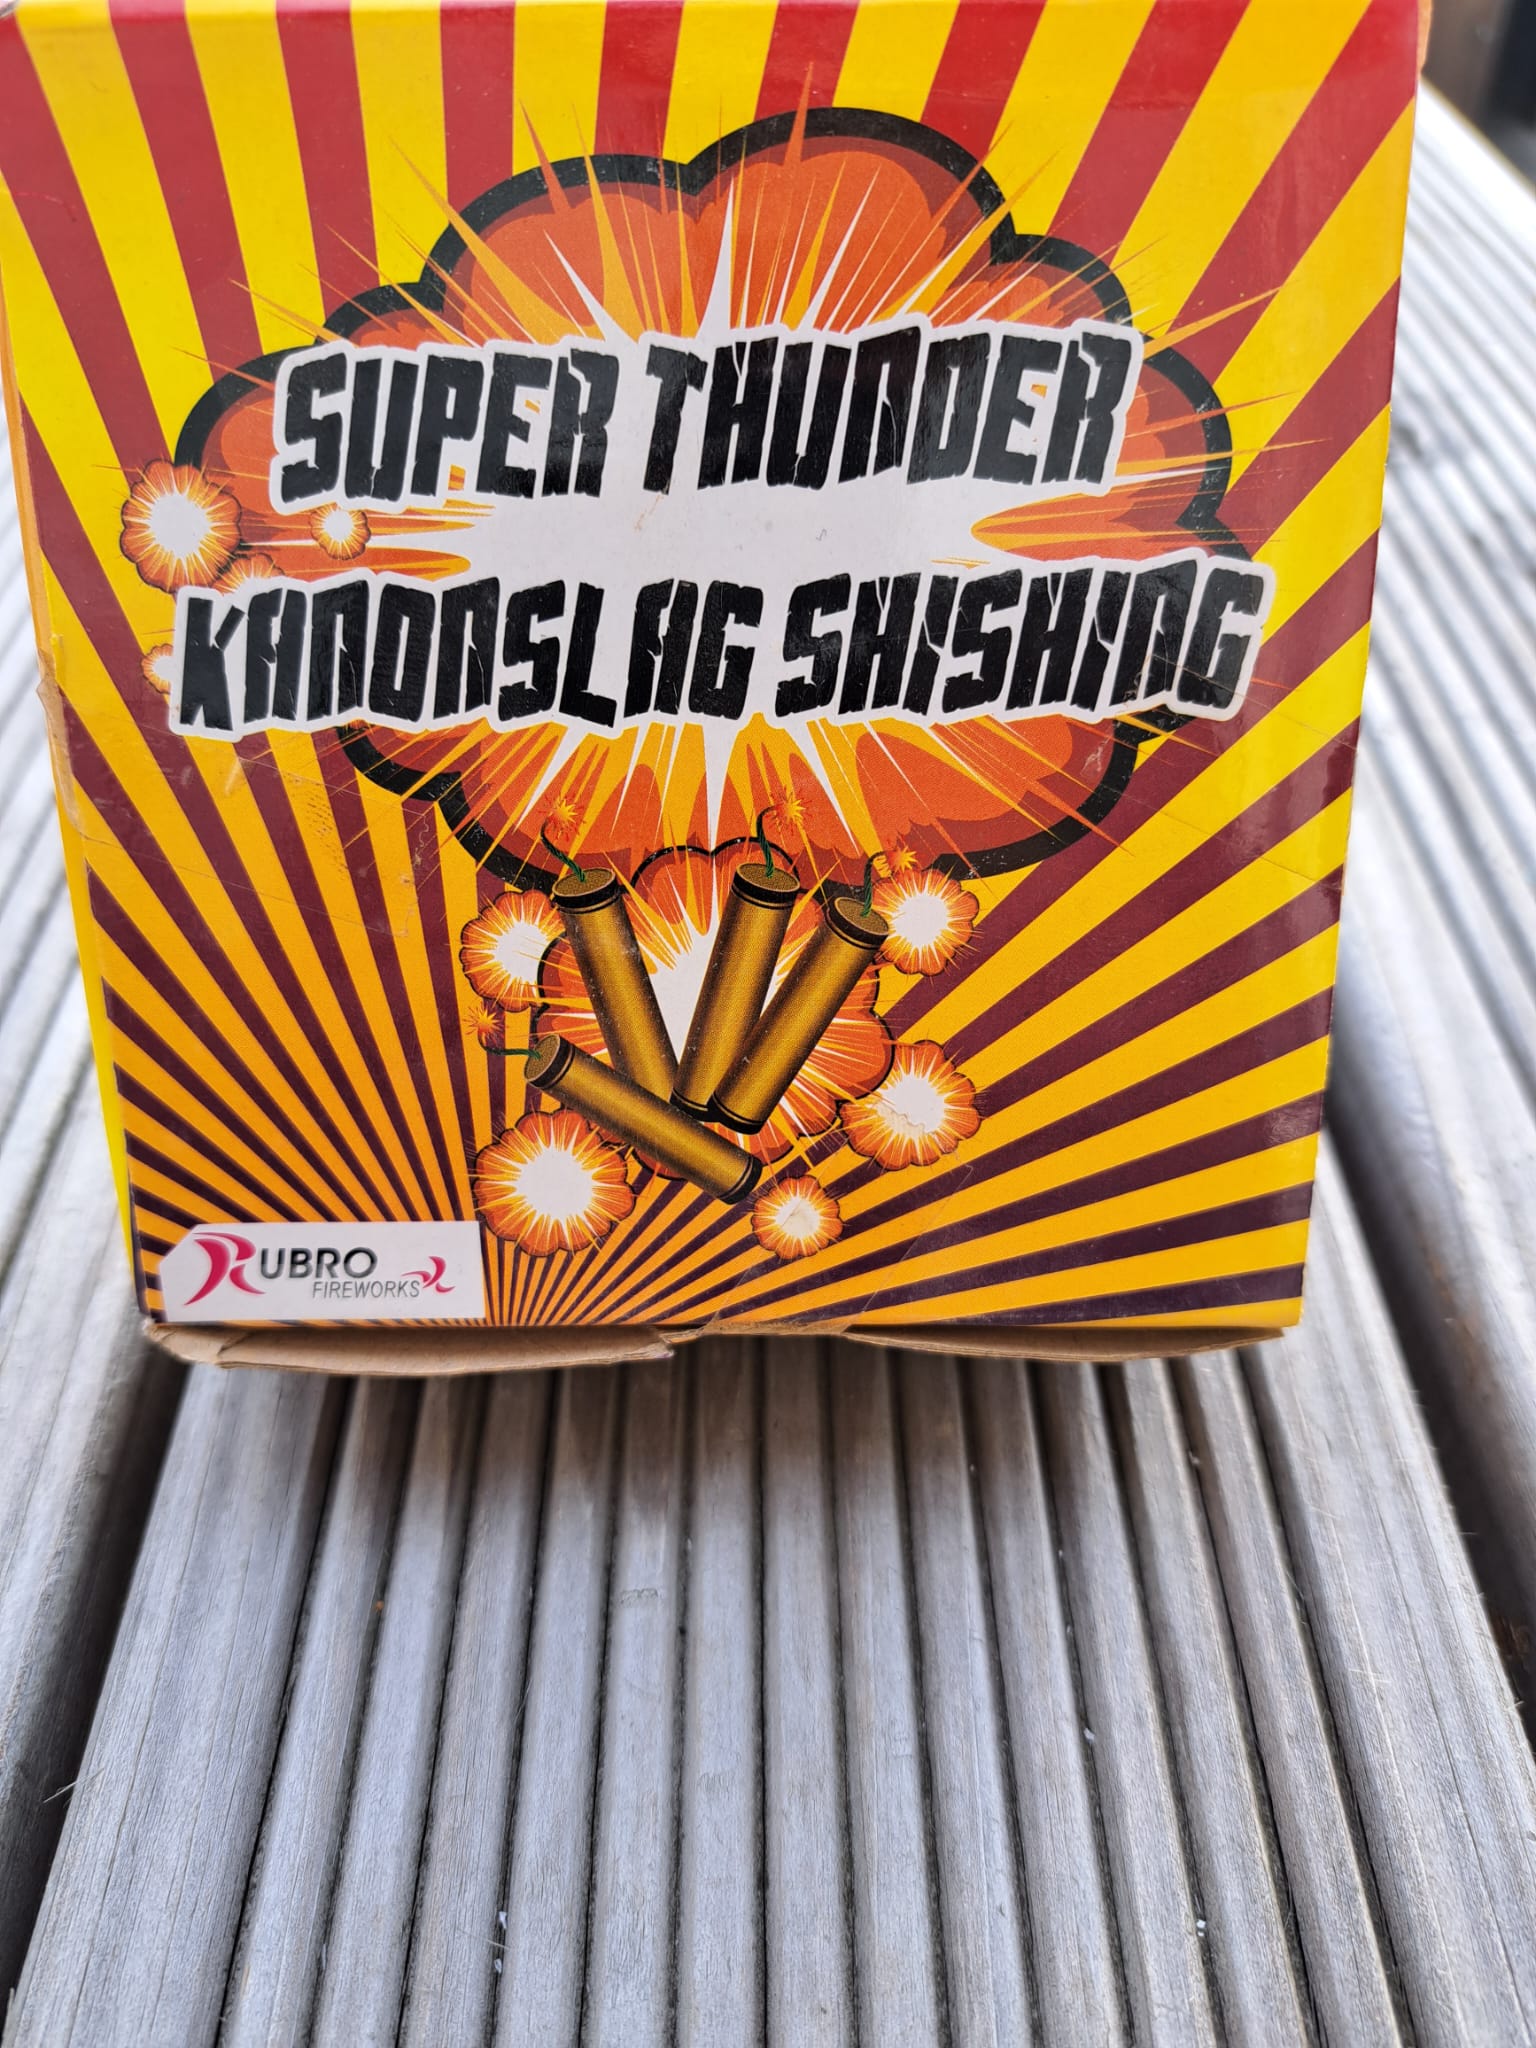 SUPER THUNDER
KANONSLAG SHISHING
RUBRO
FIREWORKS